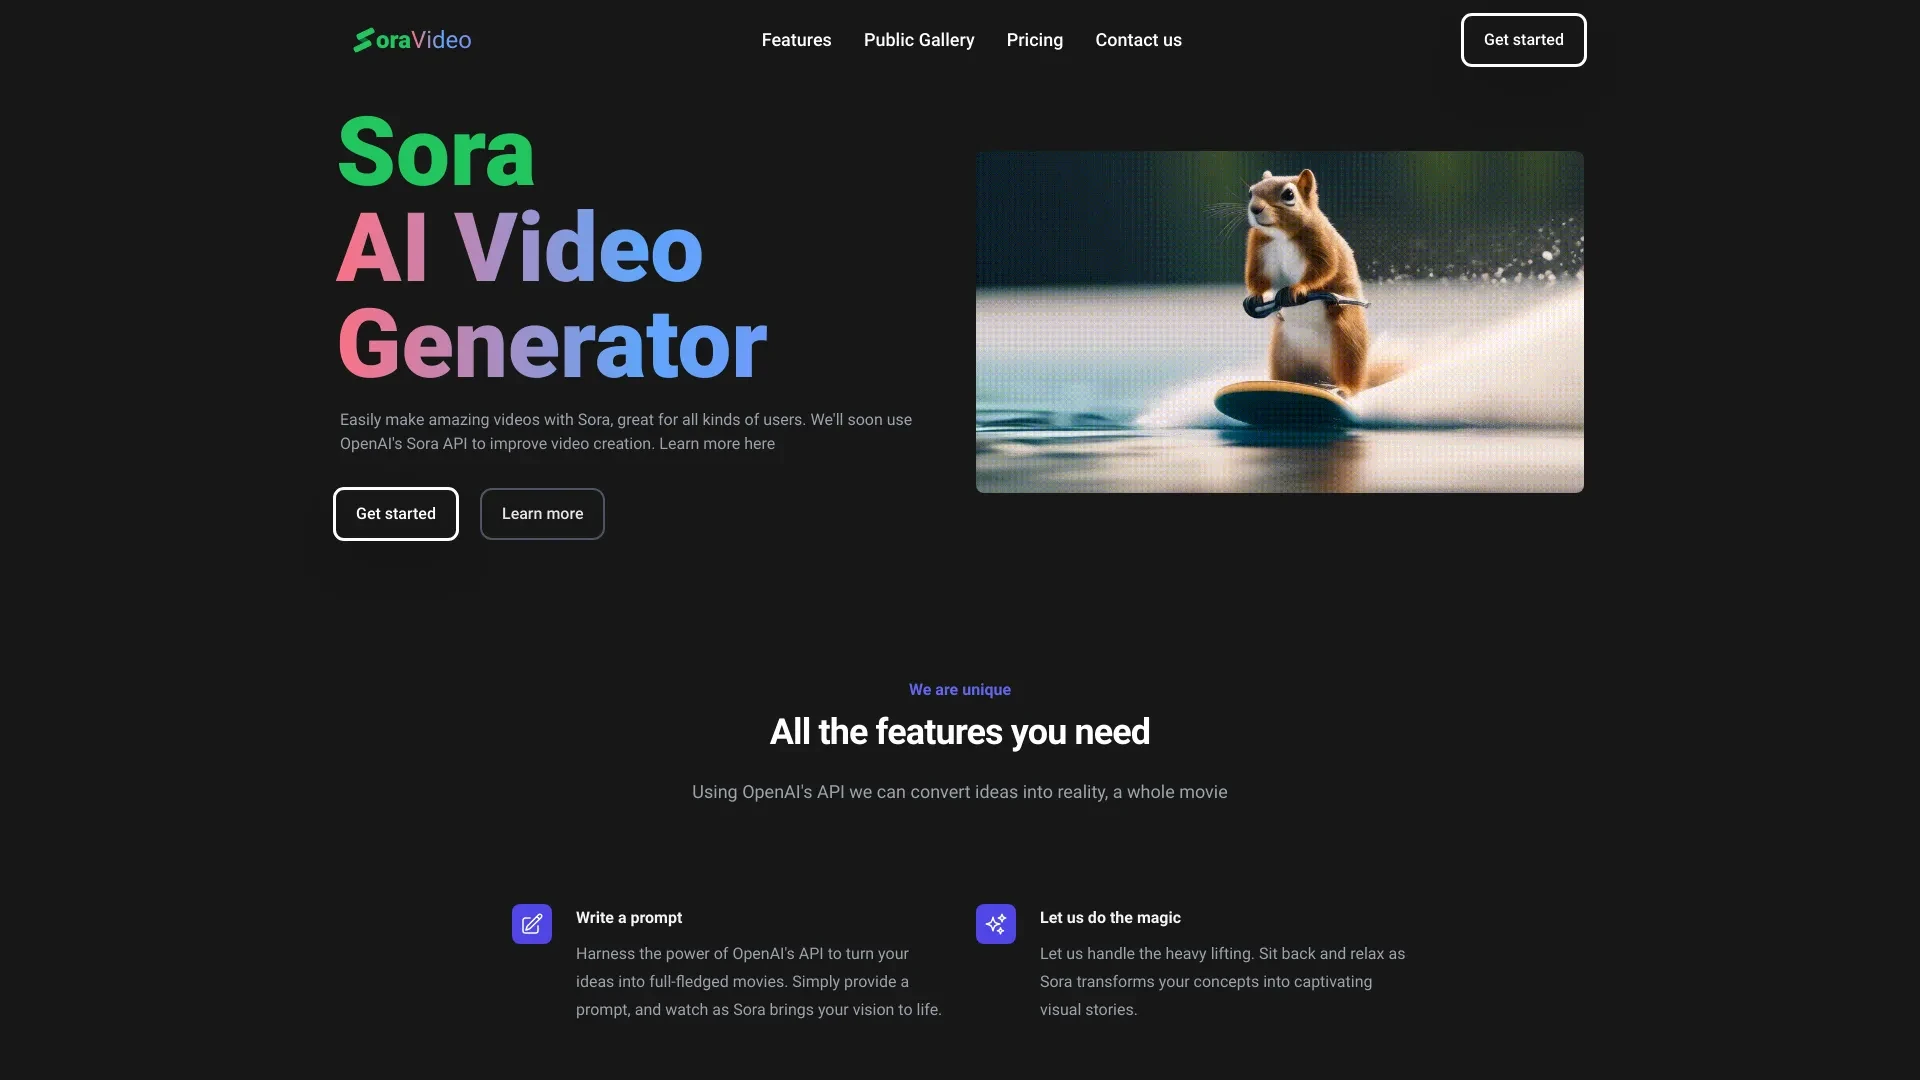 SoraVideo
Features
Public Gallery
Pricing
Contact us
Get started
Sora
AI Video
Generator
Easily make amazing videos with Sora, great for all kinds of users. We'll soon use
OpenAI's Sora API to improve video creation. Learn more here
Get started
Learn more
We are unique
All the features you need
Using OpenAI's API we can convert ideas into reality, a whole movie
Write a prompt
Harness the power of OpenAI's API to turn your
ideas into full-fledged movies. Simply provide a
prompt, and watch as Sora brings your vision to life.
Let us do the magic
Let us handle the heavy lifting. Sit back and relax as
Sora transforms your concepts into captivating
visual stories.